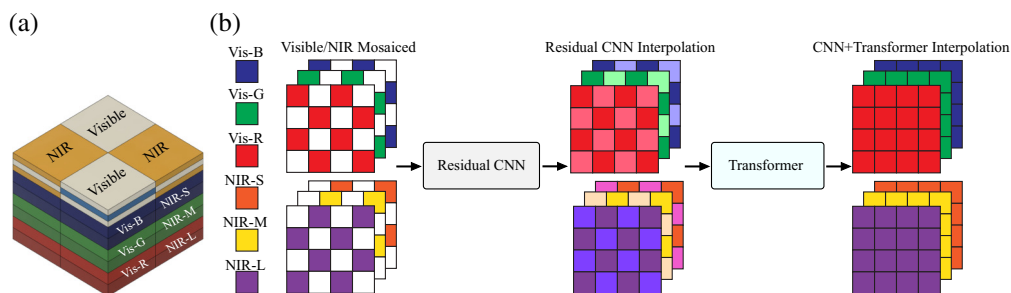 (a)
NIR
Visible
NIR
Visible
Vis-B
NIR-S
Vis-G
NIR-M
Vis-R
NIR-L
(b)
Vis-B
Vis-G
Vis-R
NIR-S
NIR-M
NIR-L
Visible/NIR Mosaiced
Residual CNN
Residual CNN Interpolation
Transformer
CNN+Transformer Interpolation